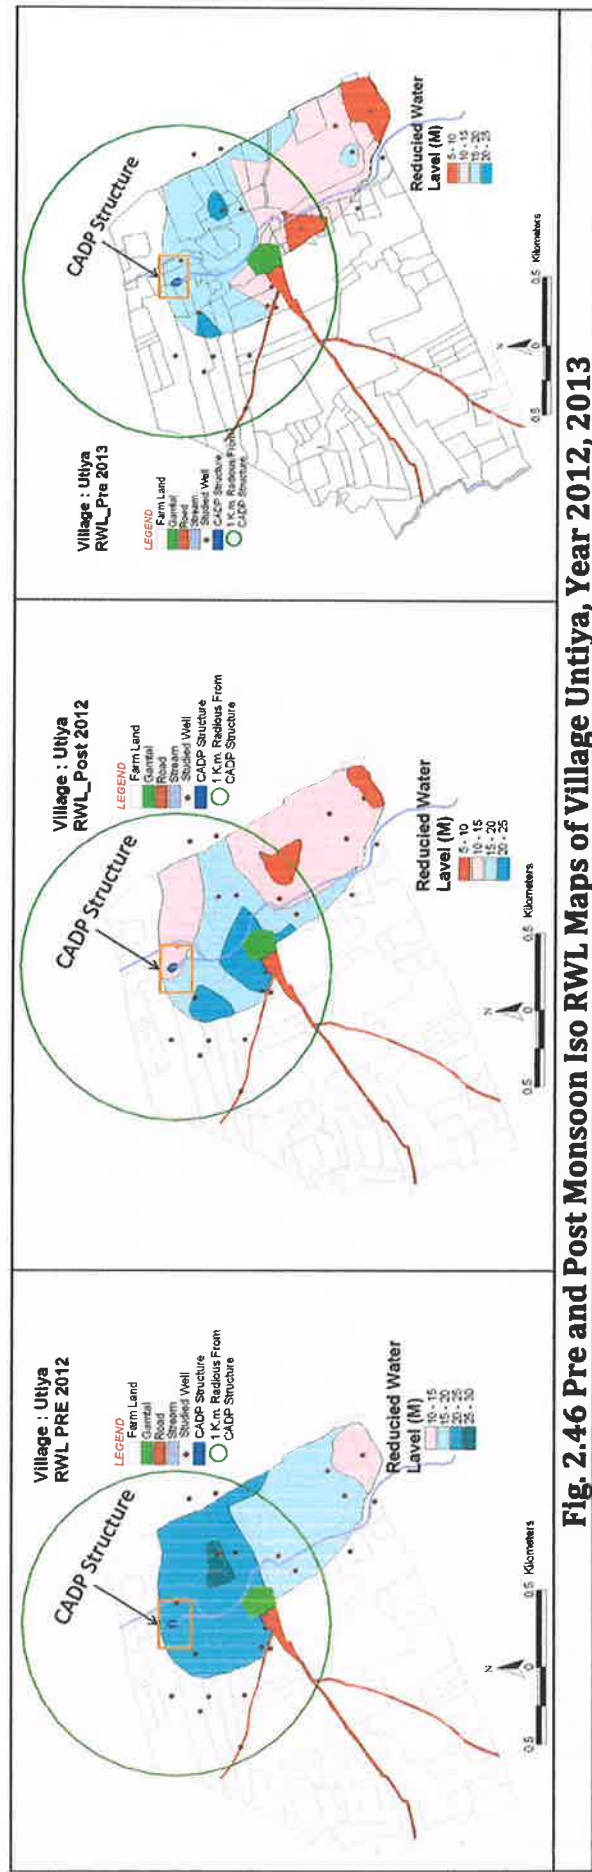 Village : Utiya
RWL PRE 2012
LEGEND
Farm Land
Gamtal
Road
Stream
Studied Well
CADP Structure
1 K.m. Radious From
CADP Structure
CADP Structure
Reducied Water
Lavel (M)
10 - 15
15 - 20
20 - 25
25 - 30
N
0.5 0 0.5 Kilometers
Village : Utiya
RWL_Post 2012
LEGEND
Farm Land
Gamtal
Road
Stream
Studied Well
CADP Structure
1 K.m. Radious From
CADP Structure
CADP Structure
Reducied Water
Lavel (M)
5 - 10
10 - 15
15 - 20
20 - 25
N
0.5 0 0.5 Kilometers
Village : Utiya
RWL_Pre 2013
LEGEND
Farm Land
Gamtal
Road
Stream
Studied Well
CADP Structure
1 K.m. Radious From
CADP Structure
CADP Structure
Reducied Water
Lavel (M)
5 - 10
10 - 15
15 - 20
20 - 25
N
0.5 0 0.5 Kilometers
Fig. 2.46 Pre and Post Monsoon Iso RWL Maps of Village Untiya, Year 2012, 2013